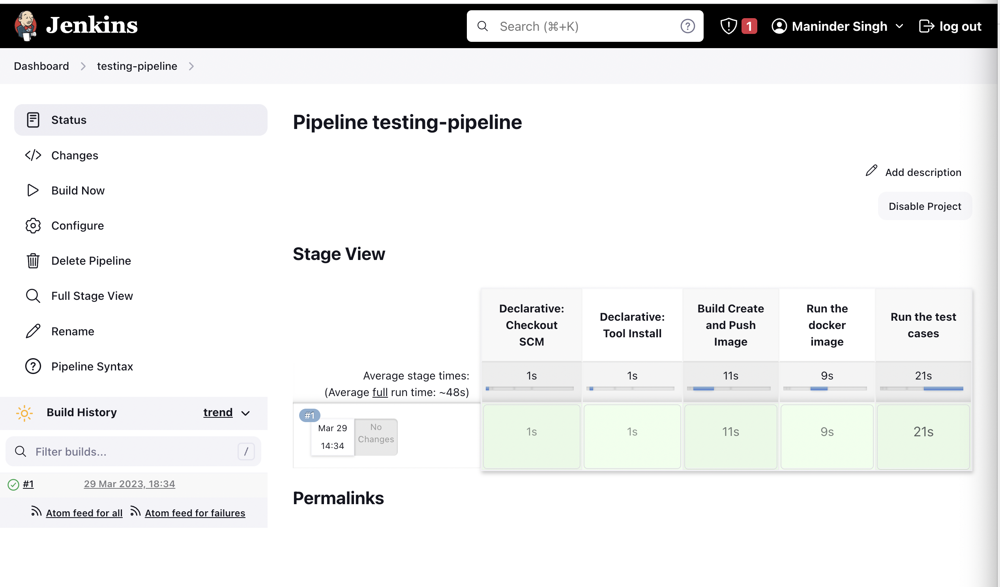 Jenkins
Search (⌘+K)
1
Maninder Singh
log out
Dashboard
testing-pipeline
Status
Changes
Build Now
Configure
Delete Pipeline
Full Stage View
Rename
Pipeline Syntax
Build History
trend
Filter builds...
/
#1
29 Mar 2023, 18:34
Atom feed for all
Atom feed for failures
Pipeline testing-pipeline
Add description
Disable Project
Stage View
Declarative:
Checkout
SCM
Declarative:
Tool Install
Build Create
and Push
Image
Run the
docker
image
Run the test
cases
Average stage times:
(Average full run time: ~48s)
1s
1s
11s
9s
21s
#1
Mar 29
14:34
No
Changes
1s
1s
11s
9s
21s
Permalinks